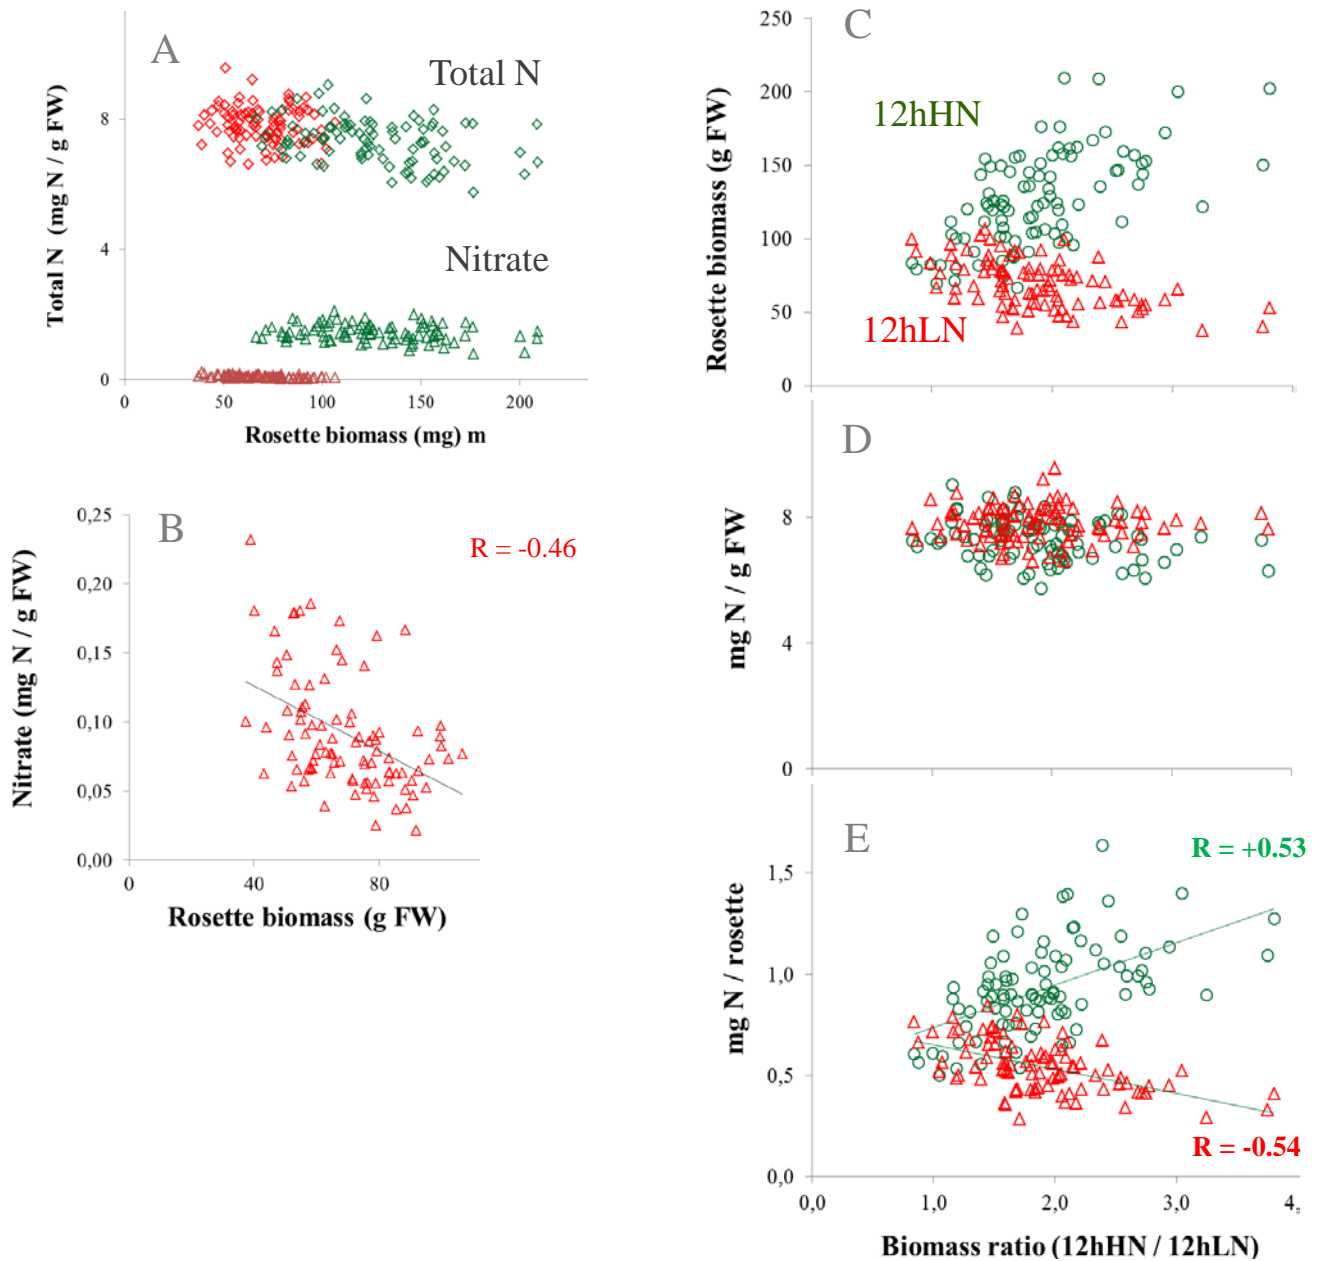 A
Total N
Nitrate
Total N (mg N / g FW)
8
4
0
0
50
100
150
200
Rosette biomass (mg) m
B
R = -0.46
Nitrate (mg N / g FW)
0,25
0,20
0,15
0,10
0,05
0,00
0
40
80
Rosette biomass (g FW)
C
12hHN
12hLN
Rosette biomass (g FW)
250
200
150
100
50
0
D
mg N / g FW
8
4
0
E
R = +0.53
R = -0.54
mg N / rosette
1,5
1,0
0,5
0,0
0,0
1,0
2,0
3,0
4,
Biomass ratio (12hHN / 12hLN)